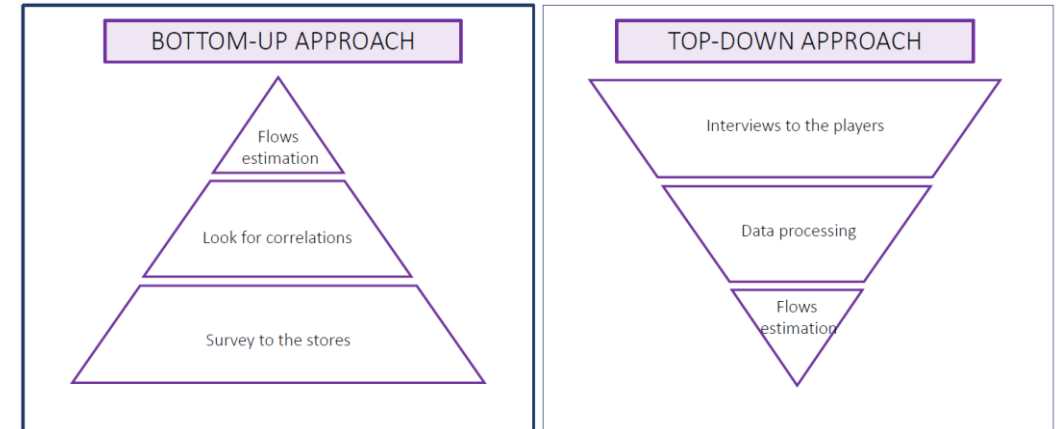 BOTTOM-UP APPROACH
Flows
estimation
Look for correlations
Survey to the stores
TOP-DOWN APPROACH
Interviews to the players
Data processing
Flows
estimation